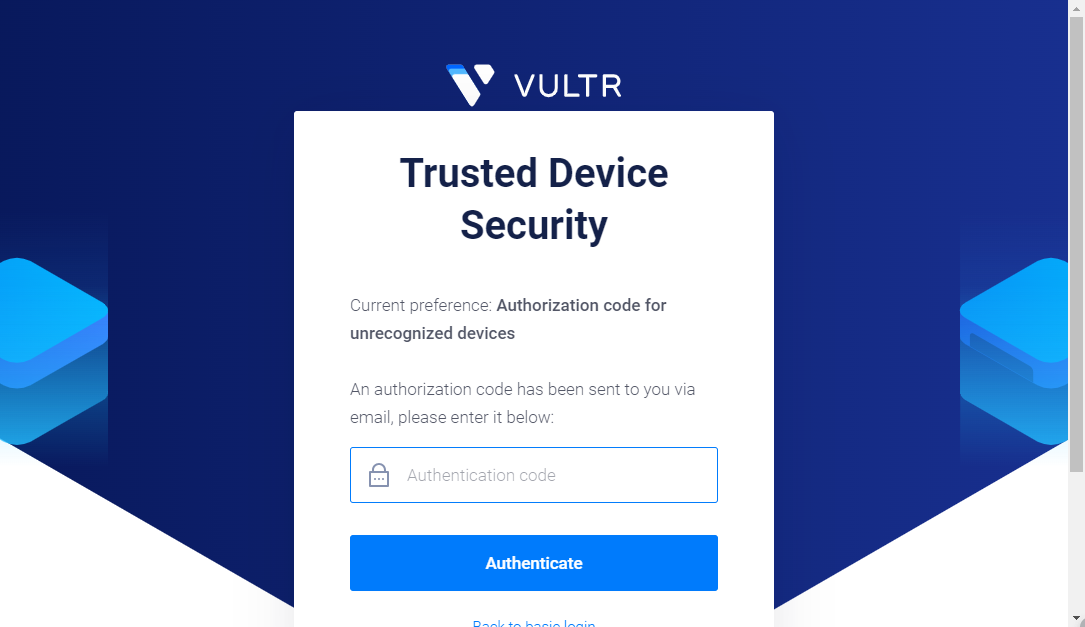 VULTR
Trusted Device
Security
Current preference: Authorization code for
unrecognized devices
An authorization code has been sent to you via
email, please enter it below:
Authentication code
Authenticate
Back to basic login